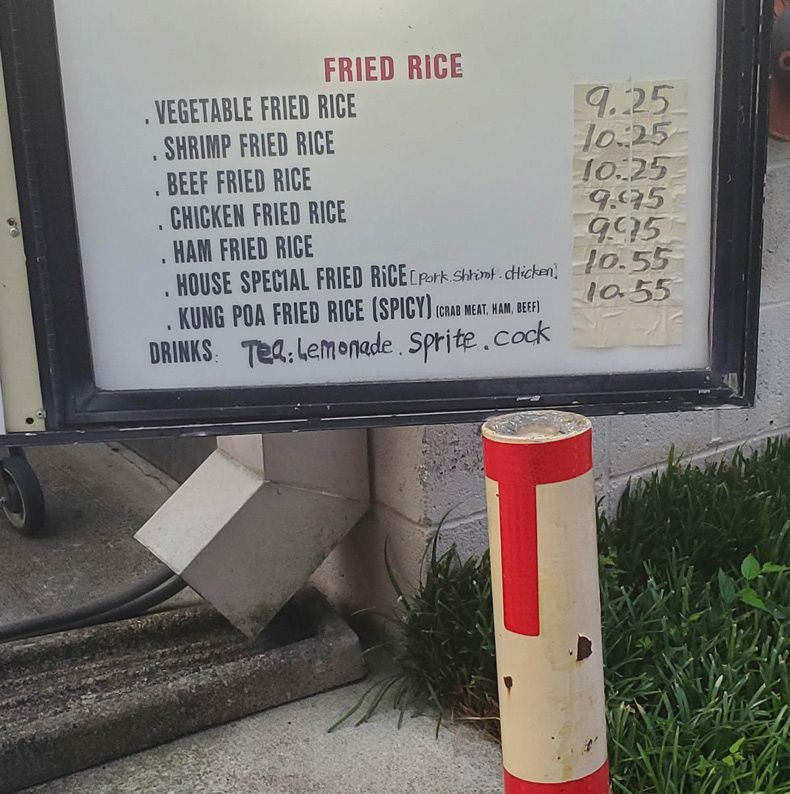 FRIED RICE
. VEGETABLE FRIED RICE 9.25
. SHRIMP FRIED RICE 10.25
. BEEF FRIED RICE 10.25
. CHICKEN FRIED RICE 9.95
. HAM FRIED RICE 9.95
. HOUSE SPECIAL FRIED RiCE [Pork. Shrimt. chicken] 10.55
. KUNG POA FRIED RICE (SPICY) (CRAB MEAT, HAM, BEEF) 10.55
DRINKS: Tea. Lemonade. Sprite. cock